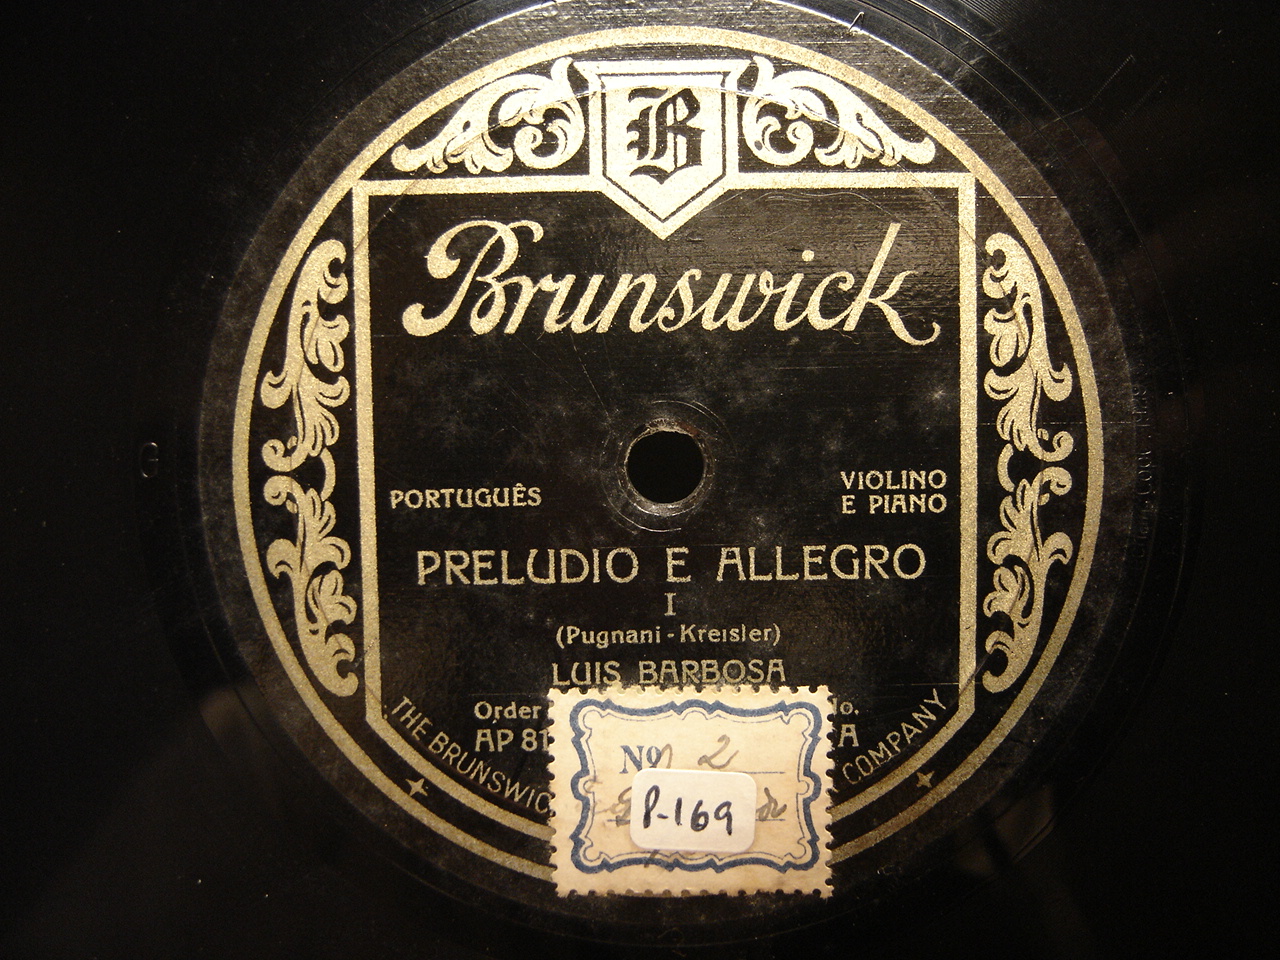 B
Brunswick
PORTUGUÊS
VIOLINO
E PIANO
PRELUDIO E ALLEGRO
I
(Pugnani-Kreisler)
LUIS BARBOSA
Order
AP 81
A
THE BRUNSWIC
COMPANY
No 2
P-169